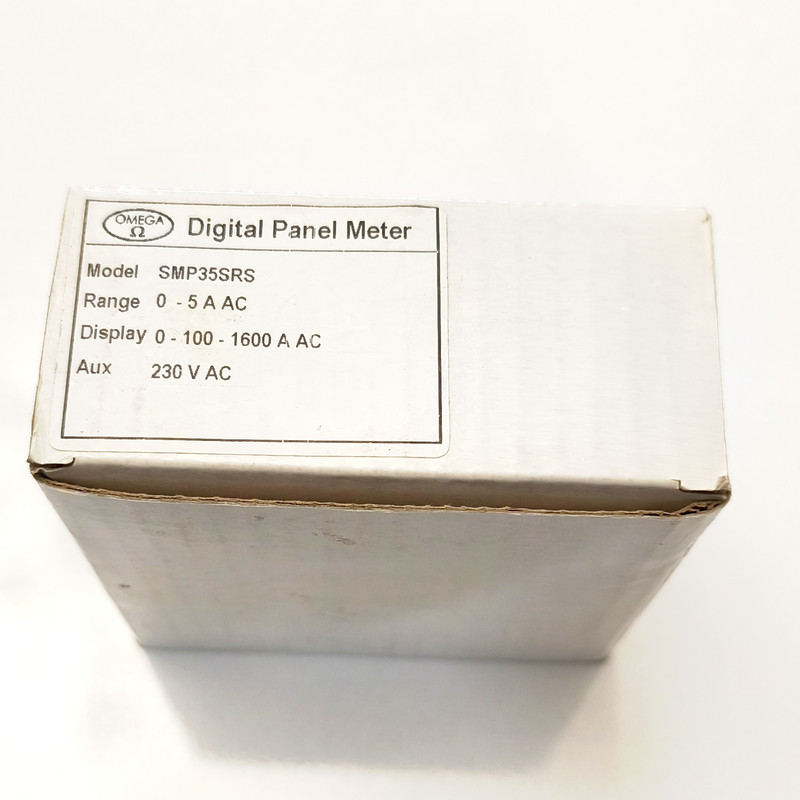 OMEGA
Ω
Digital Panel Meter
Model SMP35SRS
Range 0 - 5 A AC
Display 0 - 100 - 1600 A AC
Aux 230 V AC